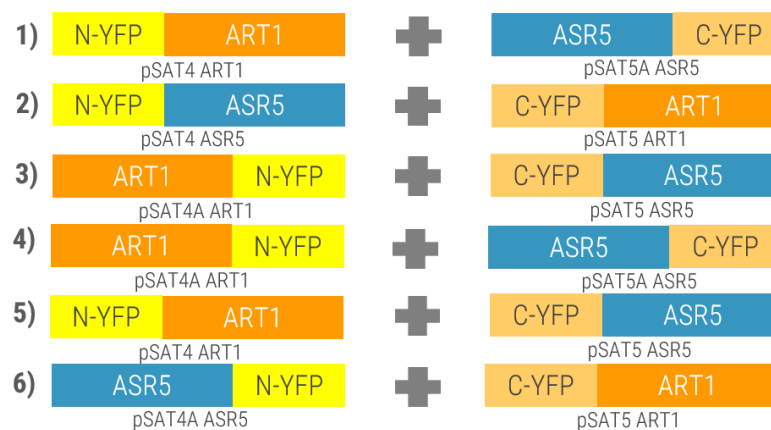 1) N-YFP ART1 ASR5 C-YFP
pSAT4 ART1 pSAT5A ASR5
2) N-YFP ASR5 C-YFP ART1
pSAT4 ASR5 pSAT5 ART1
3) ART1 N-YFP C-YFP ASR5
pSAT4A ART1 pSAT5 ASR5
4) ART1 N-YFP ASR5 C-YFP
pSAT4A ART1 pSAT5A ASR5
5) N-YFP ART1 C-YFP ASR5
pSAT4 ART1 pSAT5 ASR5
6) ASR5 N-YFP C-YFP ART1
pSAT4A ASR5 pSAT5 ART1